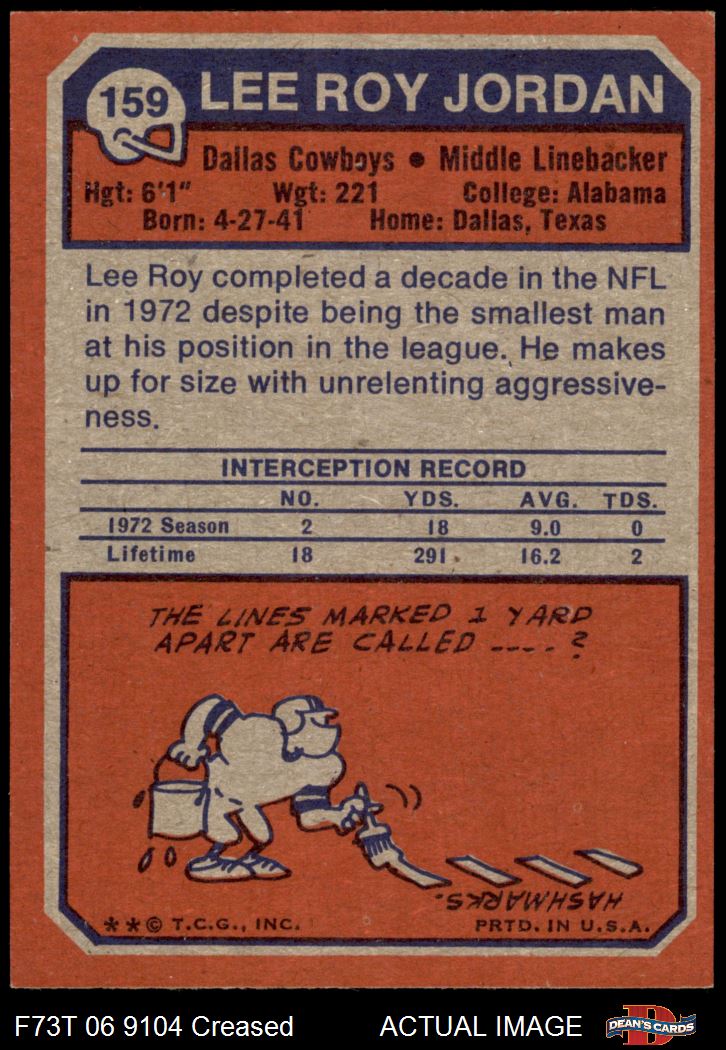 159
LEE ROY JORDAN
Dallas Cowboys • Middle Linebacker
Hgt: 6'1" Wgt: 221 College: Alabama
Born: 4-27-41 Home: Dallas, Texas
Lee Roy completed a decade in the NFL
in 1972 despite being the smallest man
at his position in the league. He makes
up for size with unrelenting aggressive-
ness.
INTERCEPTION RECORD
NO. YDS. AVG. TDS.
1972 Season 2 18 9.0 0
Lifetime 18 291 16.2 2
THE LINES MARKED 1 YARD
APART ARE CALLED ----. ?
HASHMARKS.
**© T.C.G., INC. PRTD. IN U.S.A.
F73T 06 9104 Creased ACTUAL IMAGE
D
DEAN'S CARDS